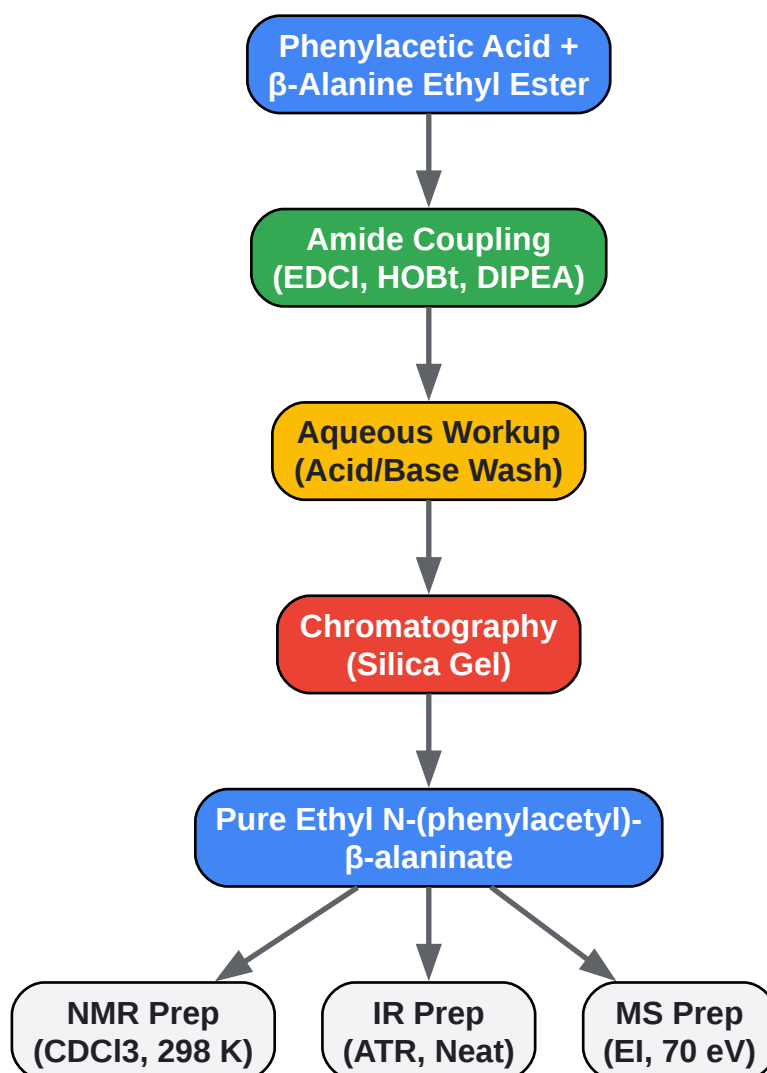 Phenylacetic Acid +
β-Alanine Ethyl Ester
Amide Coupling
(EDCI, HOBt, DIPEA)
Aqueous Workup
(Acid/Base Wash)
Chromatography
(Silica Gel)
Pure Ethyl N-(phenylacetyl)-
β-alaninate
NMR Prep
(CDCl3, 298 K)
IR Prep
(ATR, Neat)
MS Prep
(EI, 70 eV)